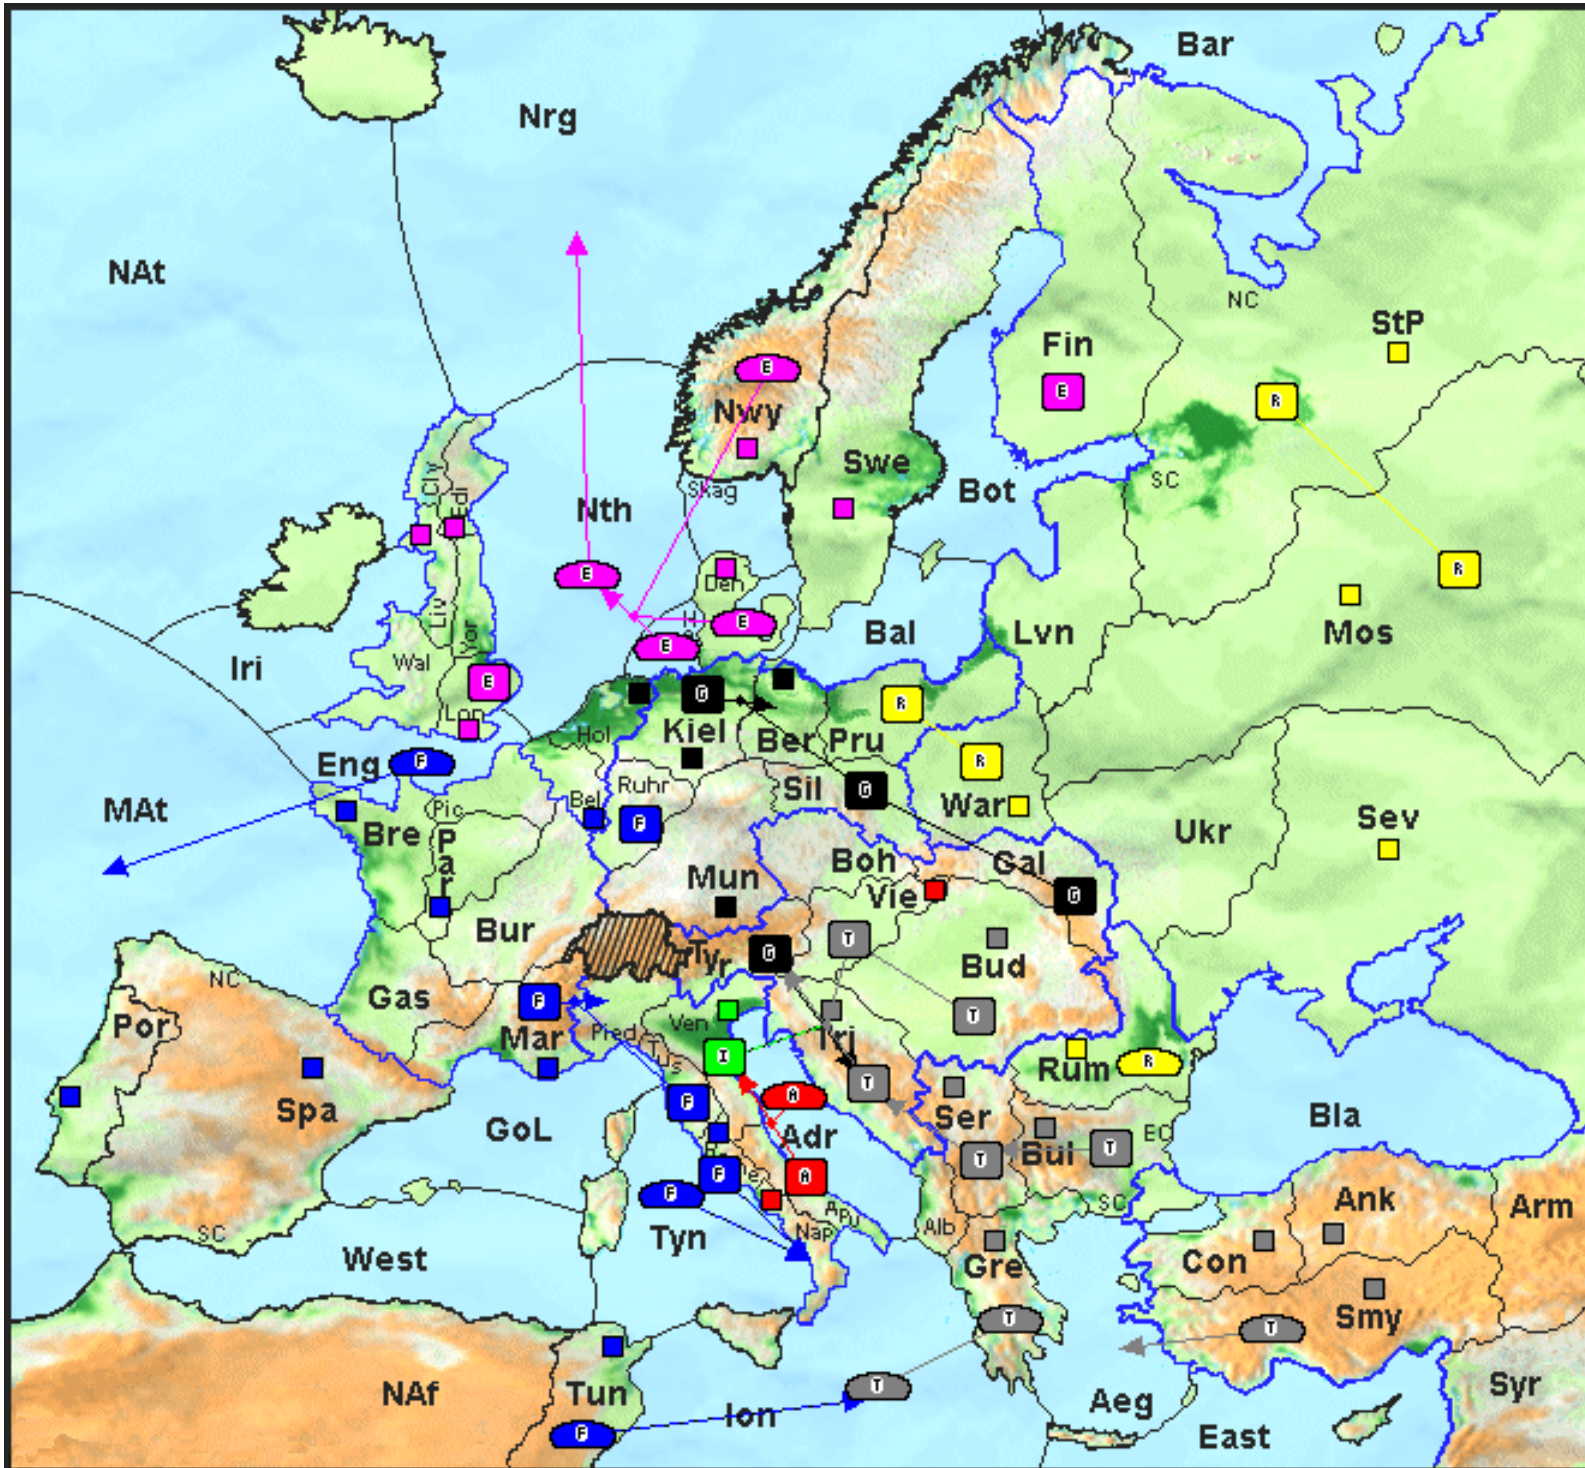 Bar
Nrg
NAt
NC
StP
R
Fin
E
E
Nwy
Cly
Edi
Swe
SC
Skag
Bot
Nth
E
R
Den
Mos
Liv
Yor
Bal
Lvn
H
E
E
Iri
Wal
E
G
R
Lon
Hol
Kiel
Ber
Pru
Eng
F
R
Ruhr
Sil
G
War
MAt
Pic
Bel
Bre
Par
F
Sev
Ukr
Boh
Gal
Mun
Vie
G
Bur
T
Tyr
G
Bud
NC
Gas
F
T
Por
Mar
Pied
Ven
Tri
Tus
I
Rum
R
T
Spa
F
A
Ser
Bla
GoL
Adr
Bul
EC
T
T
F
A
F
Ank
Arm
SC
Apu
Nap
Alb
SC
Tyn
West
Gre
Con
Smy
T
T
NAf
Tun
T
Ion
Aeg
Syr
F
East